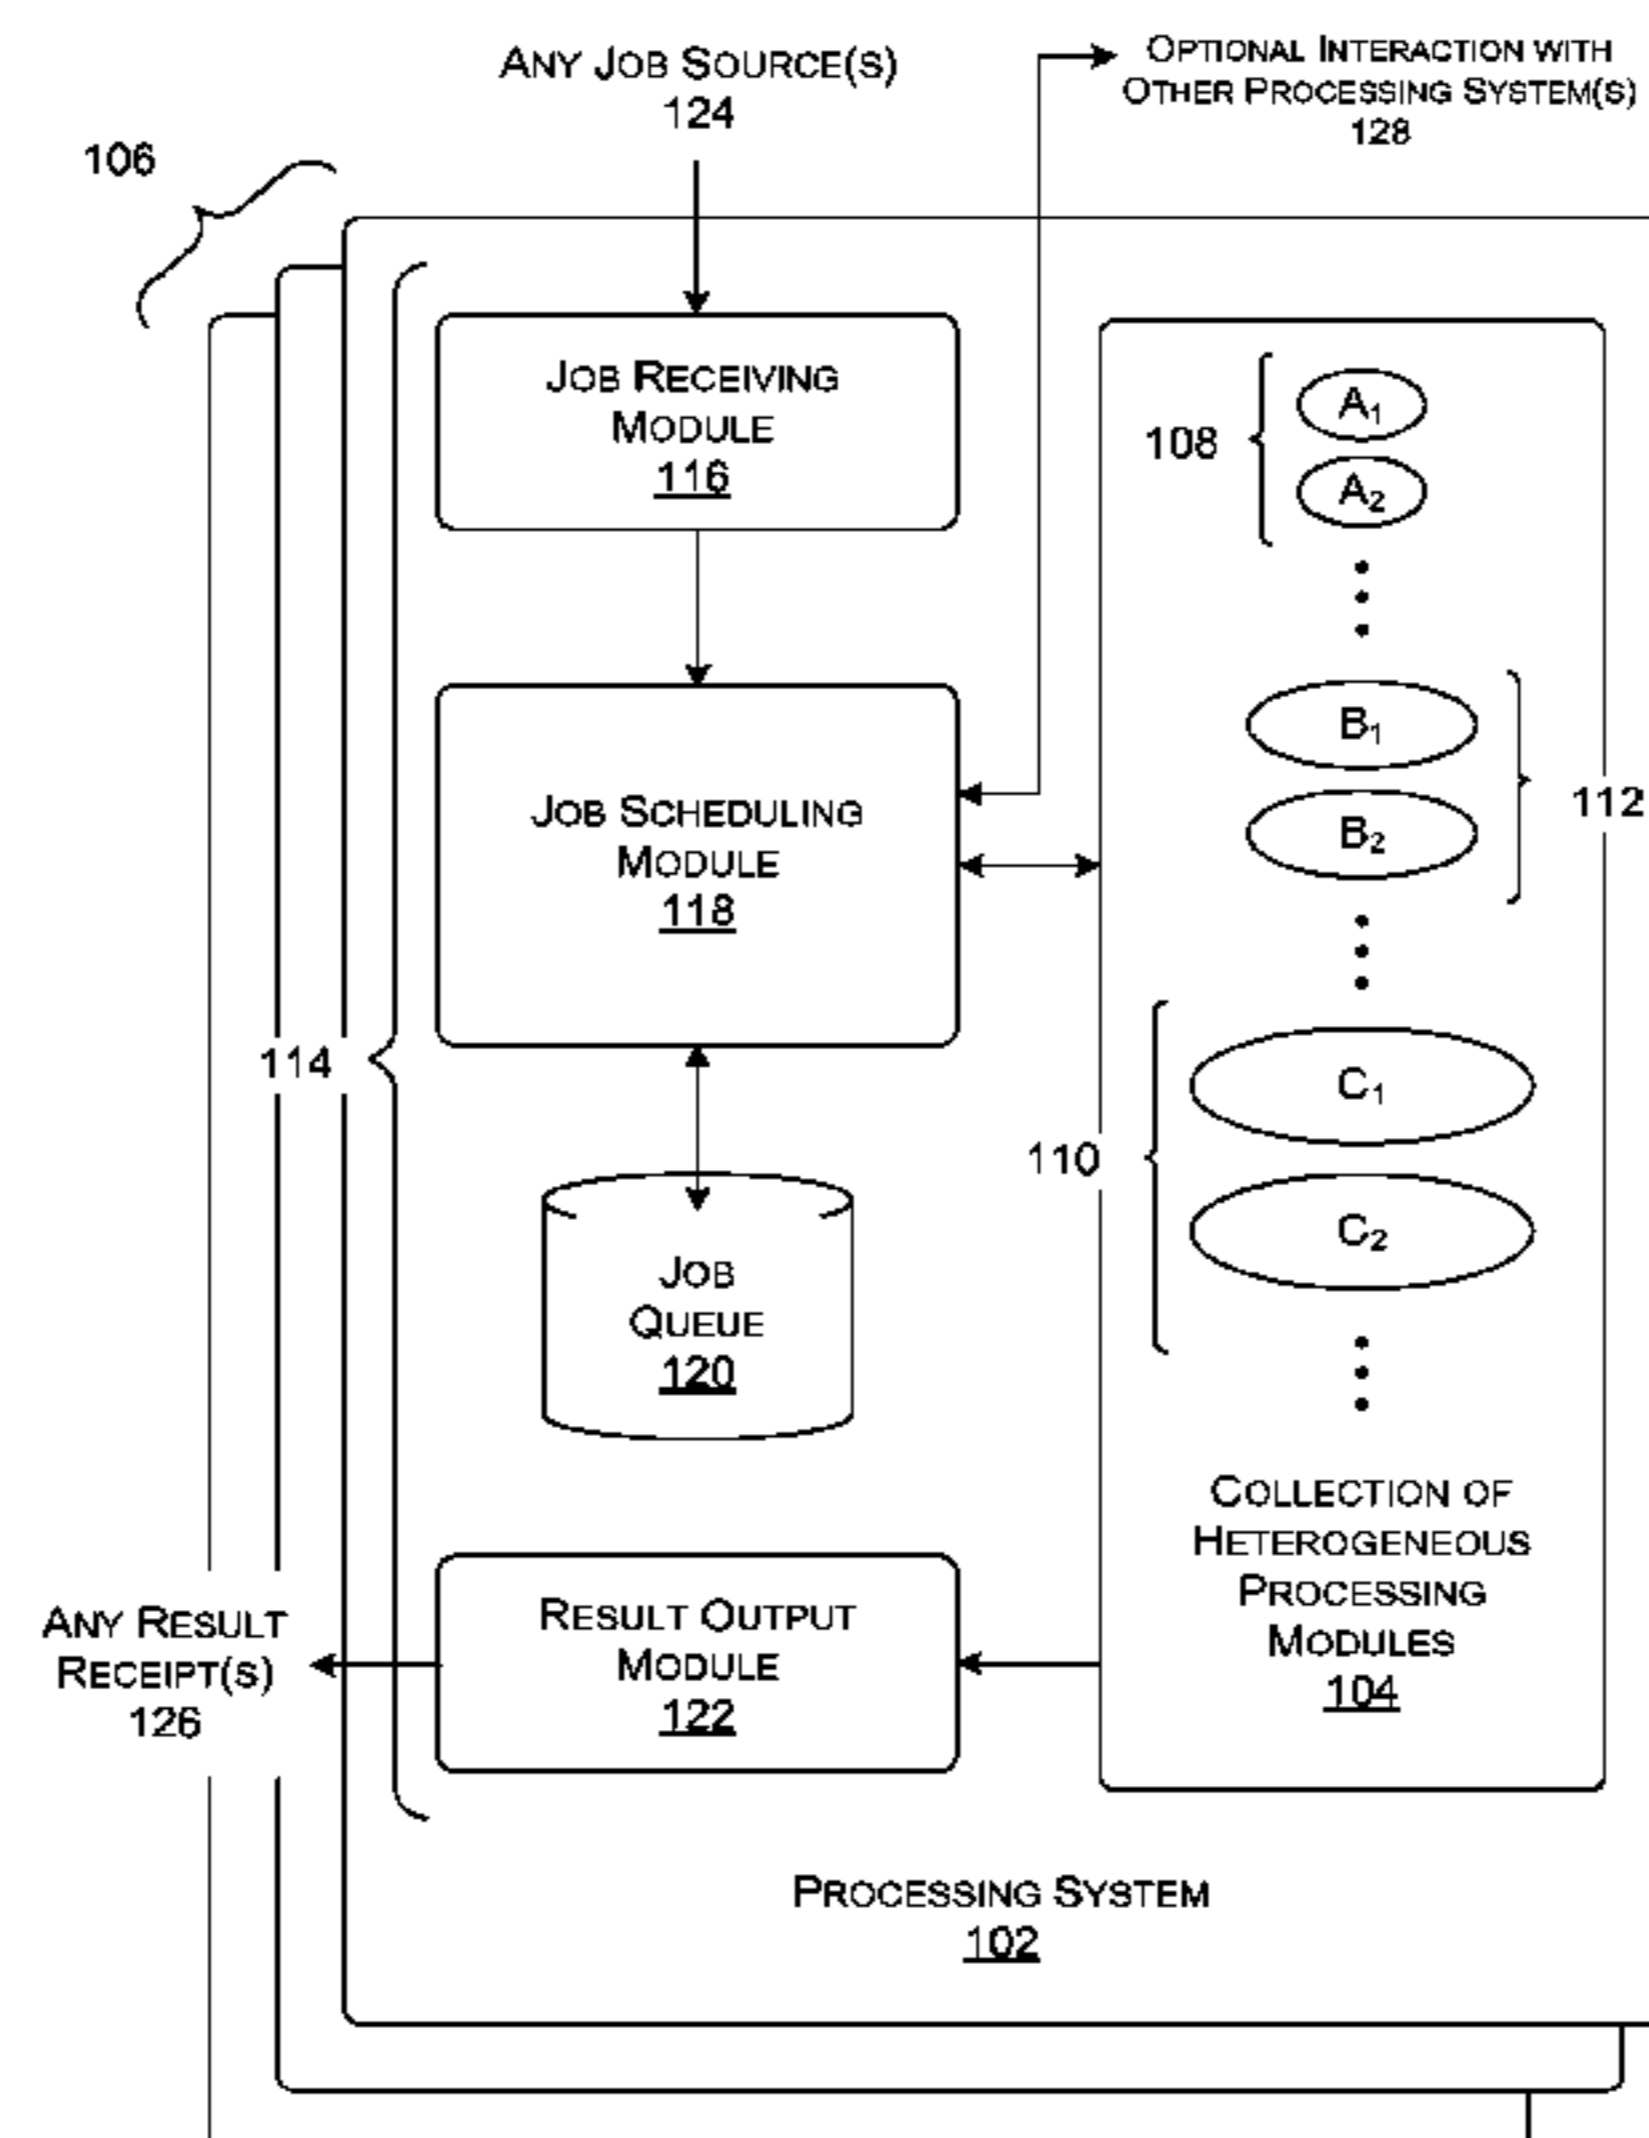 ANY JOB SOURCE(S)
124
OPTIONAL INTERACTION WITH
OTHER PROCESSING SYSTEM(S)
128
106
JOB RECEIVING
MODULE
116
108
A1
A2
JOB SCHEDULING
MODULE
118
B1
B2
112
114
110
C1
C2
JOB
QUEUE
120
COLLECTION OF
HETEROGENEOUS
PROCESSING
MODULES
104
ANY RESULT
RECEIPT(S)
126
RESULT OUTPUT
MODULE
122
PROCESSING SYSTEM
102